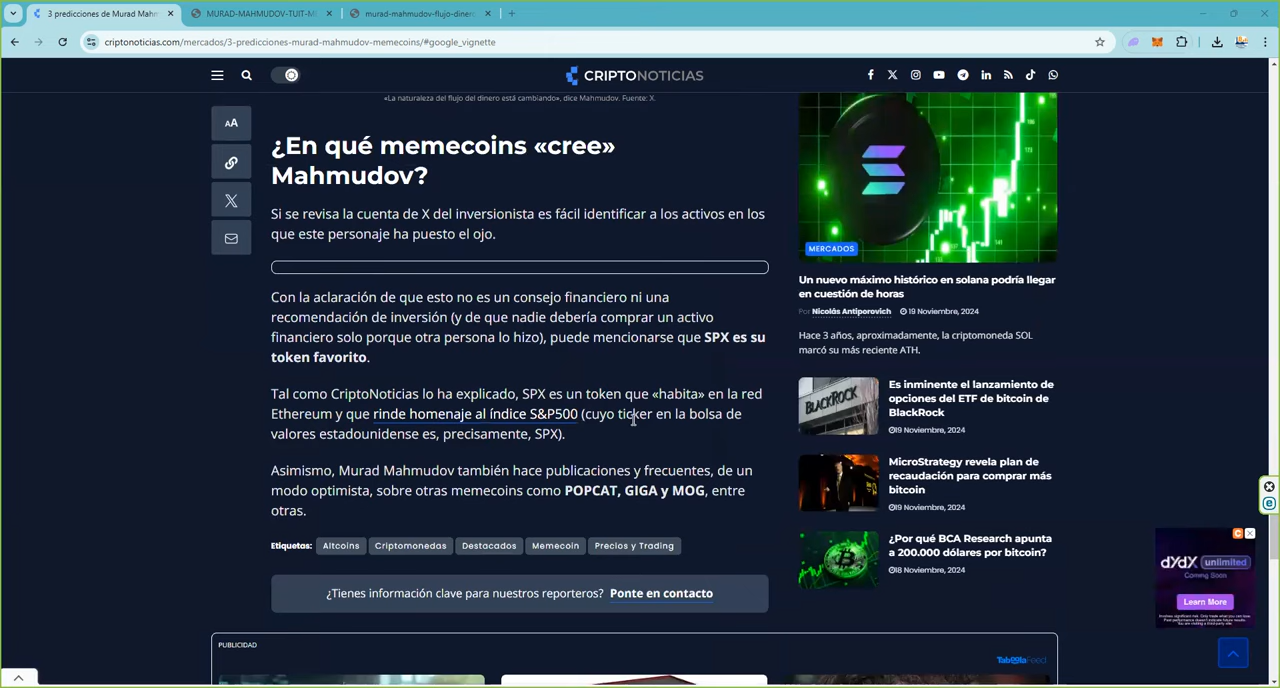 3 predicciones de Murad Mahm
MURAD-MAHMUDOV-TUIT-M
murad-mahmudov-flujo-diner
criptonoticias.com/mercados/3-predicciones-murad-mahmudov-memecoins/#google_vignette
CRIPTONOTICIAS
«La naturaleza del flujo del dinero está cambiando», dice Mahmudov. Fuente: X.
AA
¿En qué memecoins «cree»
Mahmudov?
Si se revisa la cuenta de X del inversionista es fácil identificar a los activos en los
que este personaje ha puesto el ojo.
Con la aclaración de que esto no es un consejo financiero ni una
recomendación de inversión (y de que nadie debería comprar un activo
financiero solo porque otra persona lo hizo), puede mencionarse que SPX es su
token favorito.
Tal como CriptoNoticias lo ha explicado, SPX es un token que «habita» en la red
Ethereum y que rinde homenaje al índice S&P500 (cuyo ticker en la bolsa de
valores estadounidense es, precisamente, SPX).
Asimismo, Murad Mahmudov también hace publicaciones y frecuentes, de un
modo optimista, sobre otras memecoins como POPCAT, GIGA y MOG, entre
otras.
Etiquetas: Altcoins Criptomonedas Destacados Memecoin Precios y Trading
¿Tienes información clave para nuestros reporteros? Ponte en contacto
PUBLICIDAD
Taboola Feed
MERCADOS
Un nuevo máximo histórico en solana podría llegar
en cuestión de horas
Por Nicolás Antiporovich 19 Noviembre, 2024
Hace 3 años, aproximadamente, la criptomoneda SOL
marcó su más reciente ATH.
BLACKROCK
Es inminente el lanzamiento de
opciones del ETF de bitcoin de
BlackRock
19 Noviembre, 2024
MicroStrategy revela plan de
recaudación para comprar más
bitcoin
19 Noviembre, 2024
¿Por qué BCA Research apunta
a 200.000 dólares por bitcoin?
18 Noviembre, 2024
dYdX unlimited
Coming Soon
Learn More